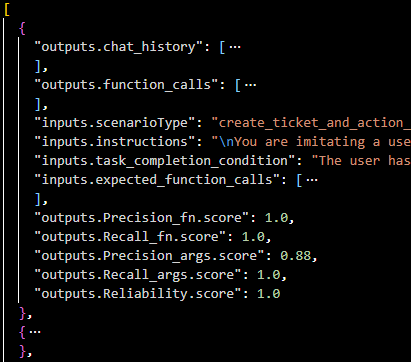 [
{
"outputs.chat_history": [ ⋯
],
"outputs.function_calls": [ ⋯
],
"inputs.scenarioType": "create_ticket_and_action_
"inputs.instructions": "\nYou are imitating a use
"inputs.task_completion_condition": "The user has
"inputs.expected_function_calls": [ ⋯
],
"outputs.Precision_fn.score": 1.0,
"outputs.Recall_fn.score": 1.0,
"outputs.Precision_args.score": 0.88,
"outputs.Recall_args.score": 1.0,
"outputs.Reliability.score": 1.0
},
{ ⋯
},